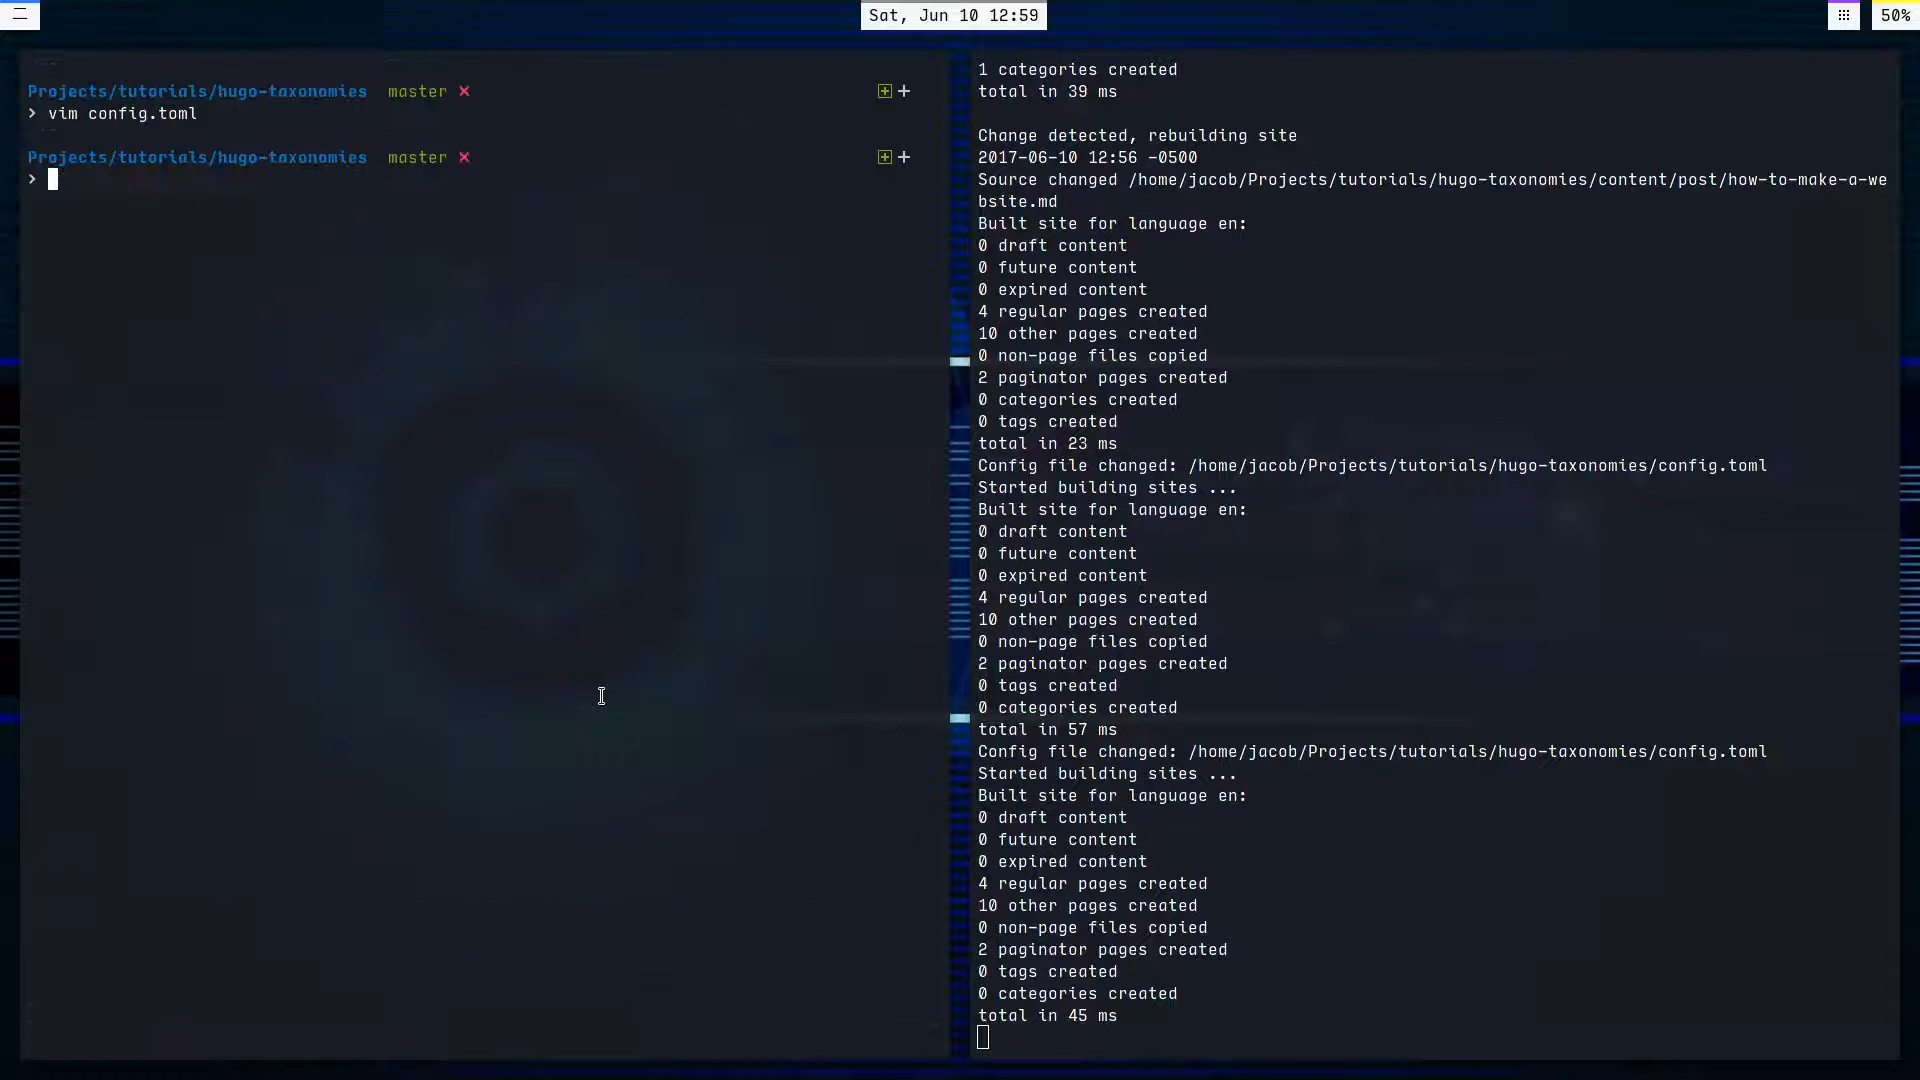 Sat, Jun 10 12:59
50%
Projects/tutorials/hugo-taxonomies master ×
+
› vim config.toml
Projects/tutorials/hugo-taxonomies master ×
+
›
1 categories created
total in 39 ms
Change detected, rebuilding site
2017-06-10 12:56 -0500
Source changed /home/jacob/Projects/tutorials/hugo-taxonomies/content/post/how-to-make-a-we
bsite.md
Built site for language en:
0 draft content
0 future content
0 expired content
4 regular pages created
10 other pages created
0 non-page files copied
2 paginator pages created
0 categories created
0 tags created
total in 23 ms
Config file changed: /home/jacob/Projects/tutorials/hugo-taxonomies/config.toml
Started building sites ...
Built site for language en:
0 draft content
0 future content
0 expired content
4 regular pages created
10 other pages created
0 non-page files copied
2 paginator pages created
0 tags created
0 categories created
total in 57 ms
Config file changed: /home/jacob/Projects/tutorials/hugo-taxonomies/config.toml
Started building sites ...
Built site for language en:
0 draft content
0 future content
0 expired content
4 regular pages created
10 other pages created
0 non-page files copied
2 paginator pages created
0 tags created
0 categories created
total in 45 ms